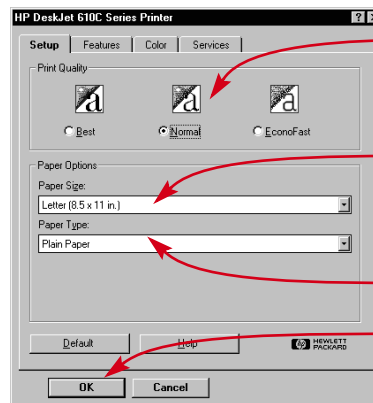 HP DeskJet 610C Series Printer
Setup Features Color Services
Print Quality
Best Normal EconoFast
Paper Options
Paper Size:
Letter (8.5 x 11 in.)
Paper Type:
Plain Paper
Default Help HEWLETT
PACKARD
OK Cancel